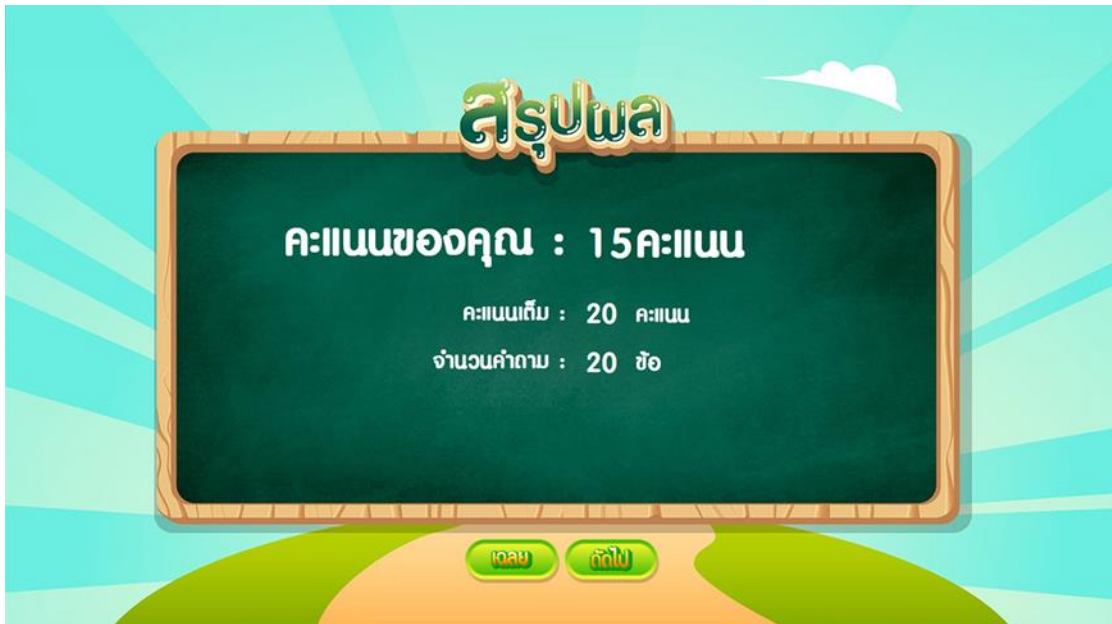 สรุปผล
คะแนนของคุณ : 15คะแนน
คะแนนเต็ม : 20 คะแนน
จำนวนคำถาม : 20 ข้อ
เฉลย ถัดไป